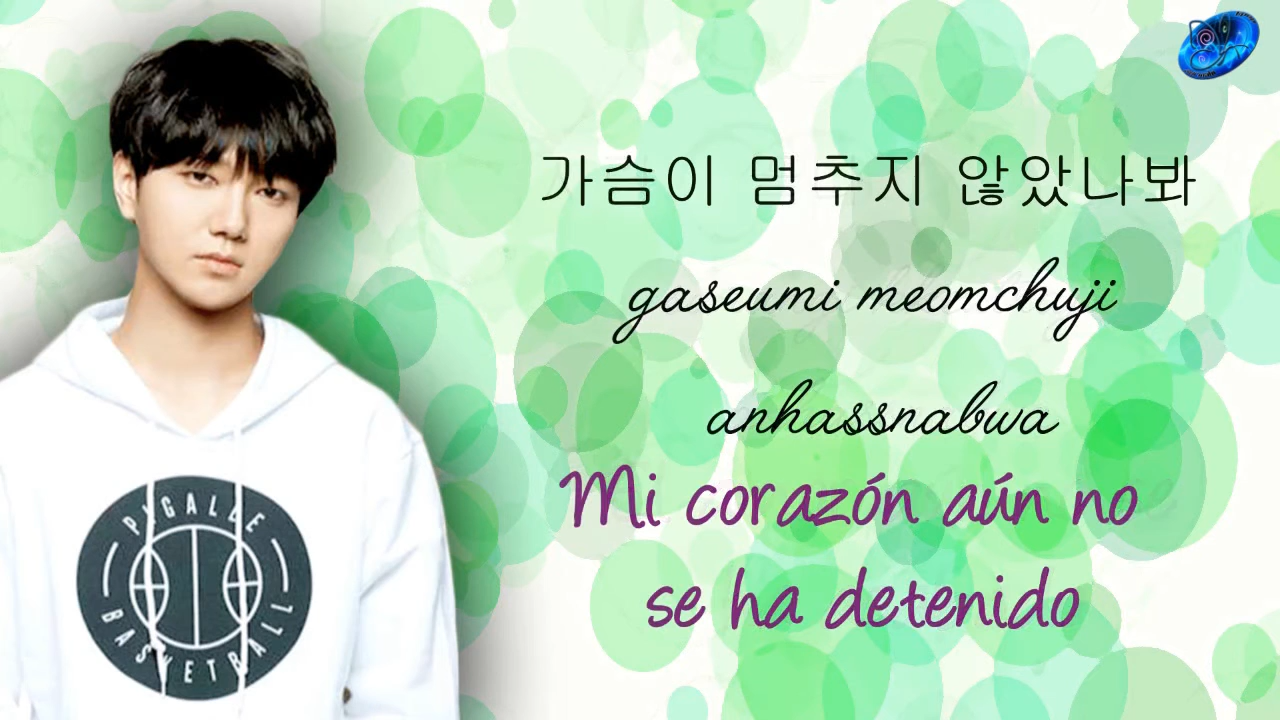 가슴이 멈추지 않았나봐
gaseumi meomchuji
anhassnabwa
Mi corazón aún no
se ha detenido
PIGALLE
BASKETBALL